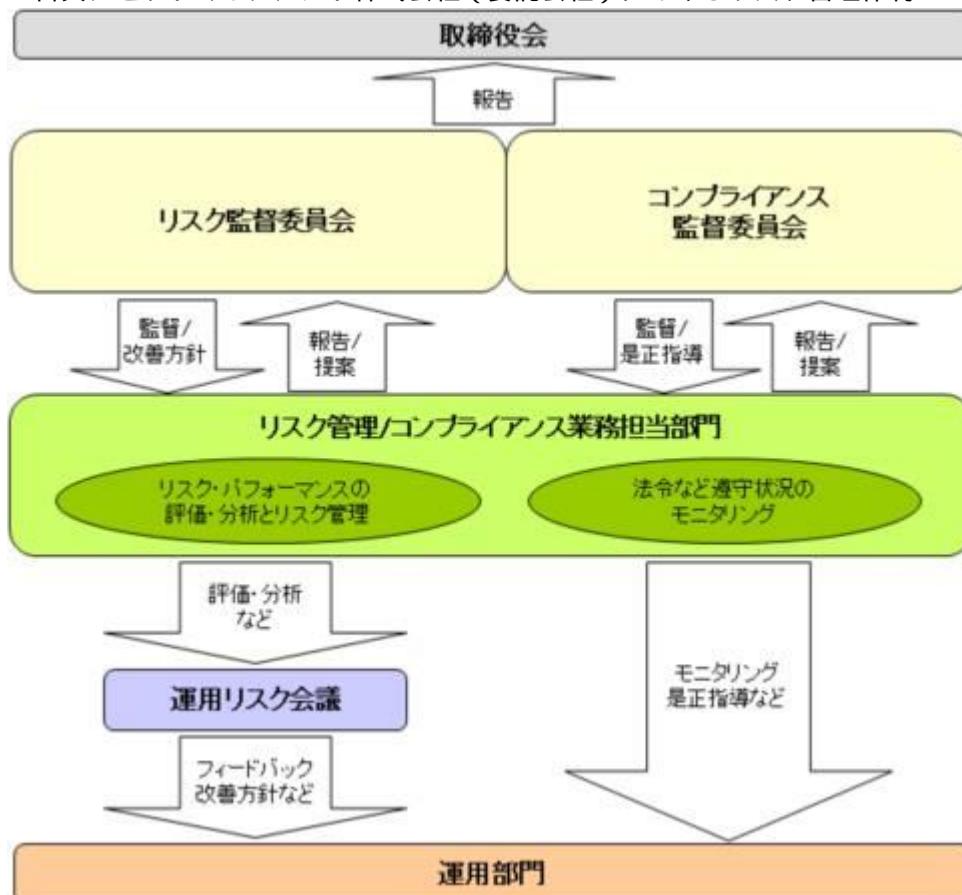 取締役会
報告
リスク監督委員会
コンプライアンス
監督委員会
監督/
改善方針
報告/
提案
監督/
是正指導
報告/
提案
リスク管理/コンプライアンス業務担当部門
リスク・パフォーマンスの
評価・分析とリスク管理
法令など遵守状況の
モニタリング
評価・分析
など
運用リスク会議
モニタリング
是正指導など
フィードバック
改善方針など
運用部門